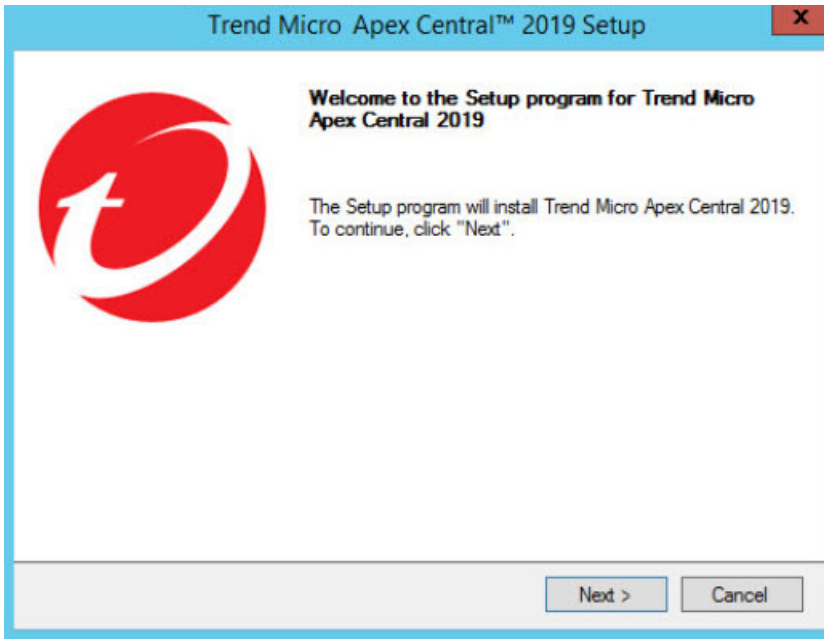 Trend Micro Apex Central™ 2019 Setup
x
Welcome to the Setup program for Trend Micro
Apex Central 2019
The Setup program will install Trend Micro Apex Central 2019.
To continue, click "Next".
Next >
Cancel